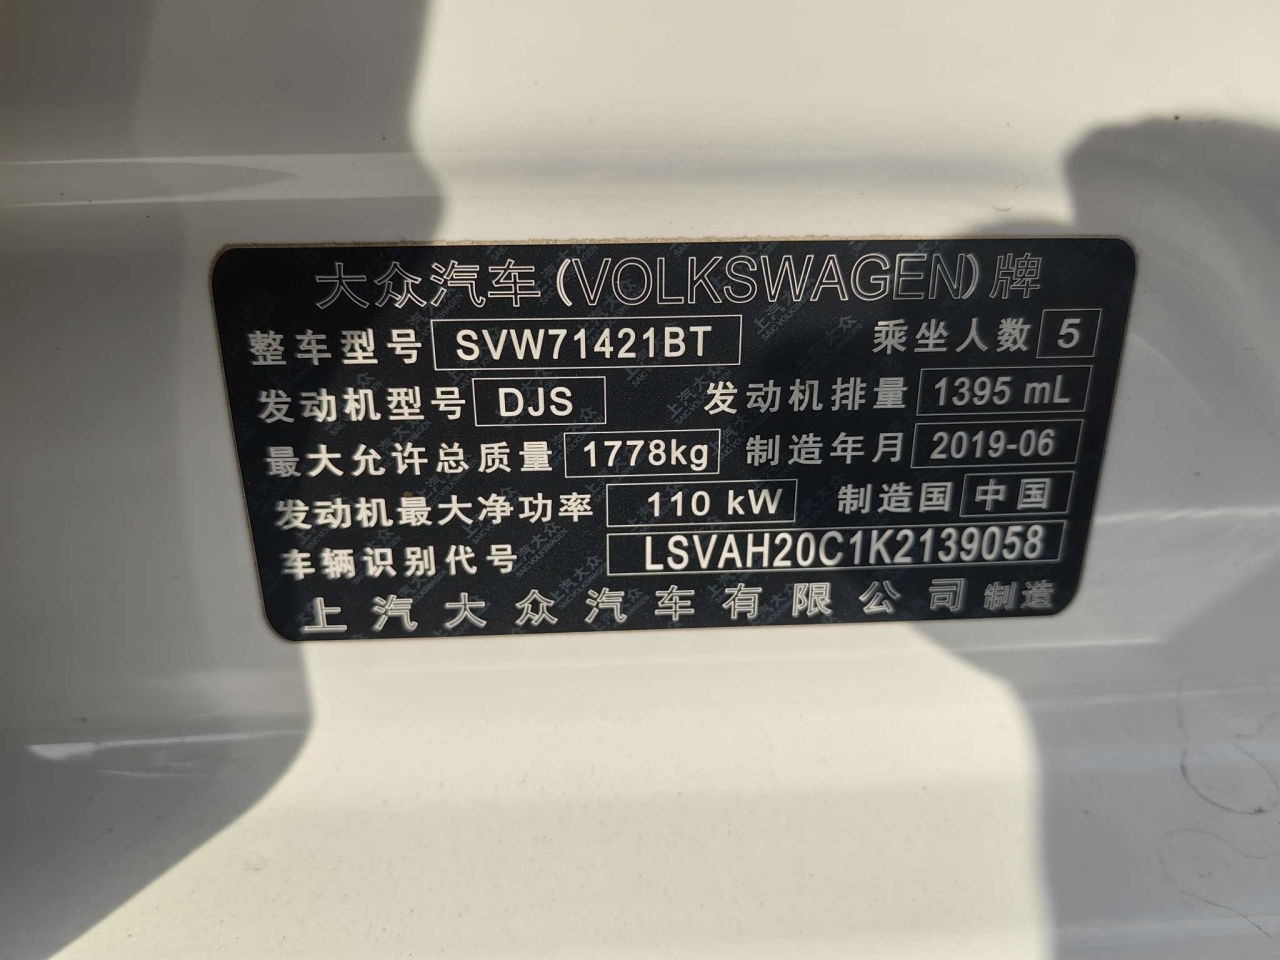 大众汽车(VOLKSWAGEN)牌
整车型号 SVW71421BT 乘坐人数 5
发动机型号 DJS 发动机排量 1395 mL
最大允许总质量 1778kg 制造年月 2019-06
发动机最大净功率 110 kW 制造国 中国
车辆识别代号 LSVAH20C1K2139058
上汽大众汽车有限公司 制造